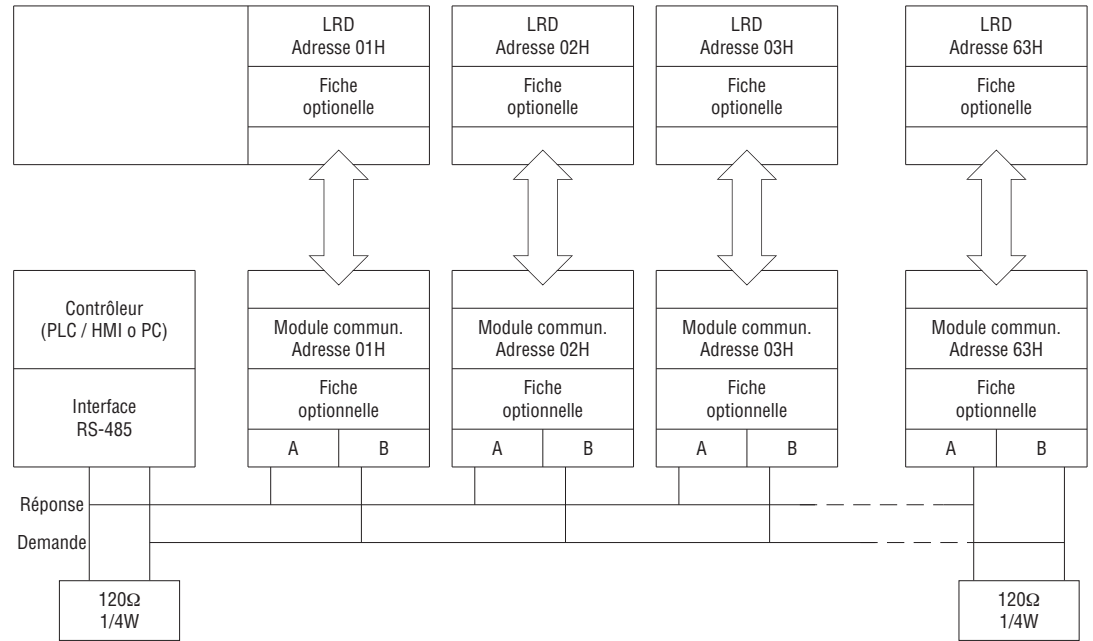 LRD
Adresse 01H
LRD
Adresse 02H
LRD
Adresse 03H
LRD
Adresse 63H
Fiche
optionelle
Fiche
optionelle
Fiche
optionelle
Fiche
optionelle
Contrôleur
(PLC / HMI o PC)
Module commun.
Adresse 01H
Module commun.
Adresse 02H
Module commun.
Adresse 03H
Module commun.
Adresse 63H
Interface
RS-485
Fiche
optionnelle
Fiche
optionnelle
Fiche
optionnelle
Fiche
optionnelle
A B
A B
A B
A B
Réponse
Demande
120Ω
1/4W
120Ω
1/4W